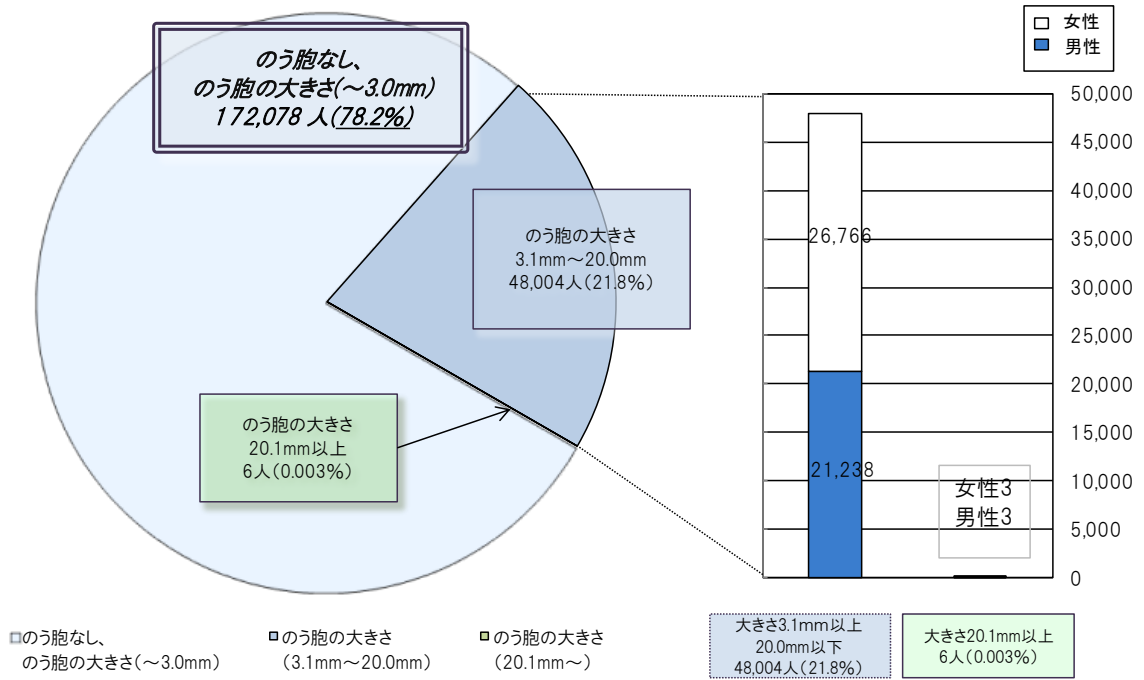 のう胞なし、
のう胞の大きさ(～3.0mm)
172,078 人(78.2%)
のう胞の大きさ
3.1mm～20.0mm
48,004人(21.8%)
のう胞の大きさ
20.1mm以上
6人(0.003%)
□のう胞なし、
のう胞の大きさ(～3.0mm)
■のう胞の大きさ
(3.1mm～20.0mm)
■のう胞の大きさ
(20.1mm～)
□ 女性
■ 男性
50,000
45,000
40,000
35,000
30,000
25,000
20,000
15,000
10,000
5,000
0
26,766
21,238
女性3
男性3
大きさ3.1mm以上
20.0mm以下
48,004人(21.8%)
大きさ20.1mm以上
6人(0.003%)